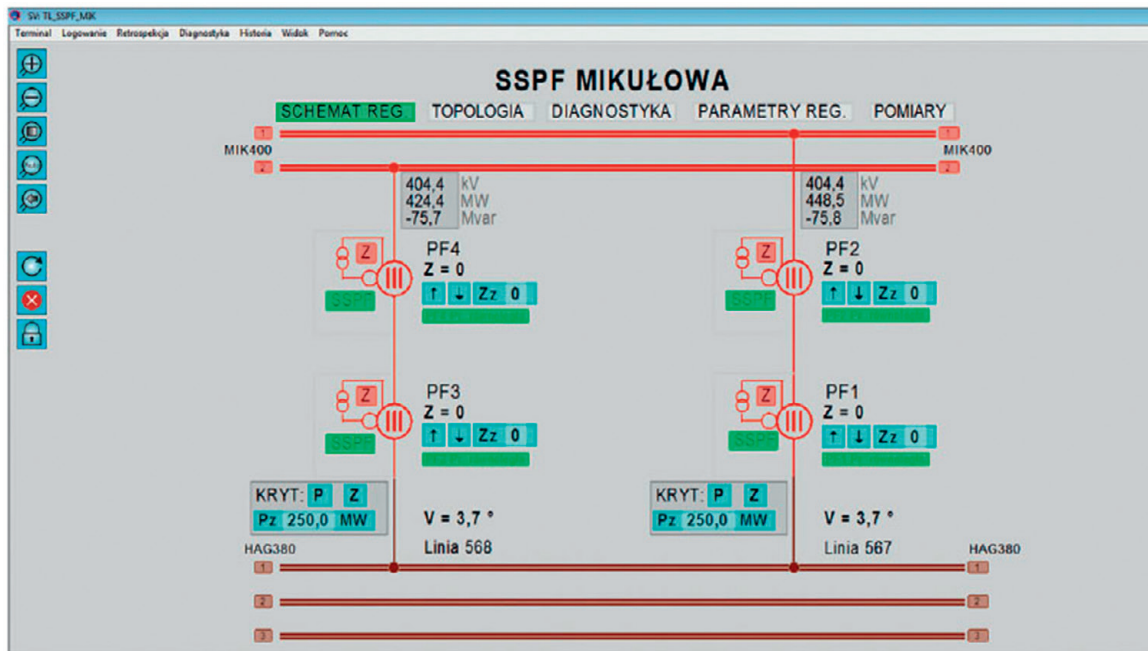 SV: TL_SSPF_MIK
Terminal Logowanie Retrospekcja Diagnostyka Historia Widok Pomoc
SSPF MIKUŁOWA
SCHEMAT REG. TOPOLOGIA DIAGNOSTYKA PARAMETRY REG. POMIARY
1 1
MIK400 MIK400
2 2
404,4 kV 404,4 kV
424,4 MW 448,5 MW
-75,7 Mvar -75,8 Mvar
Z PF4 Z PF2
Z = 0 Z = 0
SSPF ↑ ↓ Zz 0 SSPF ↑ ↓ Zz 0
Z PF3 Z PF1
Z = 0 Z = 0
SSPF ↑ ↓ Zz 0 SSPF ↑ ↓ Zz 0
KRYT: P Z KRYT: P Z
Pz 250,0 MW V = 3,7 ° Pz 250,0 MW V = 3,7 °
HAG380 Linia 568 Linia 567 HAG380
1 1
2 2
3 3